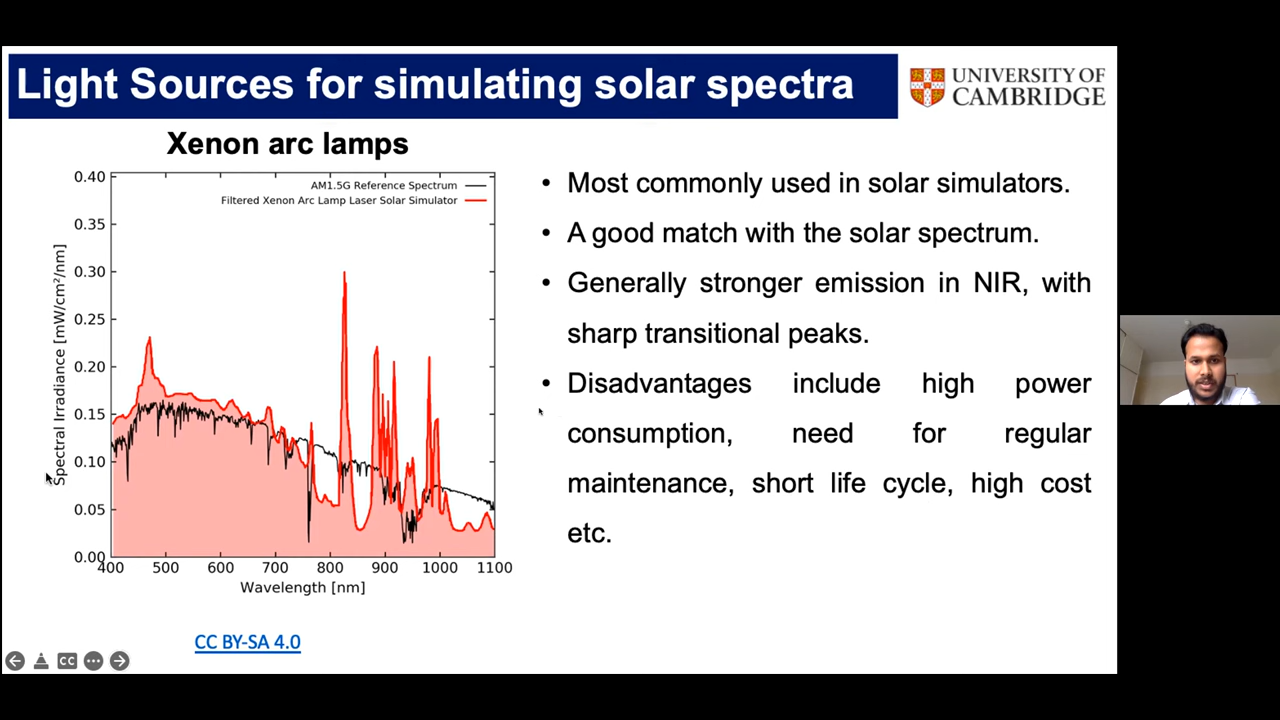 Light Sources for simulating solar spectra
UNIVERSITY OF
CAMBRIDGE
Xenon arc lamps
AM1.5G Reference Spectrum
Filtered Xenon Arc Lamp Laser Solar Simulator
0.40
0.35
0.30
0.25
0.20
0.15
0.10
0.05
0.00
Spectral Irradiance [mW/cm²/nm]
400 500 600 700 800 900 1000 1100
Wavelength [nm]
CC BY-SA 4.0
• Most commonly used in solar simulators.
• A good match with the solar spectrum.
• Generally stronger emission in NIR, with
sharp transitional peaks.
• Disadvantages include high power
consumption, need for regular
maintenance, short life cycle, high cost
etc.
CC